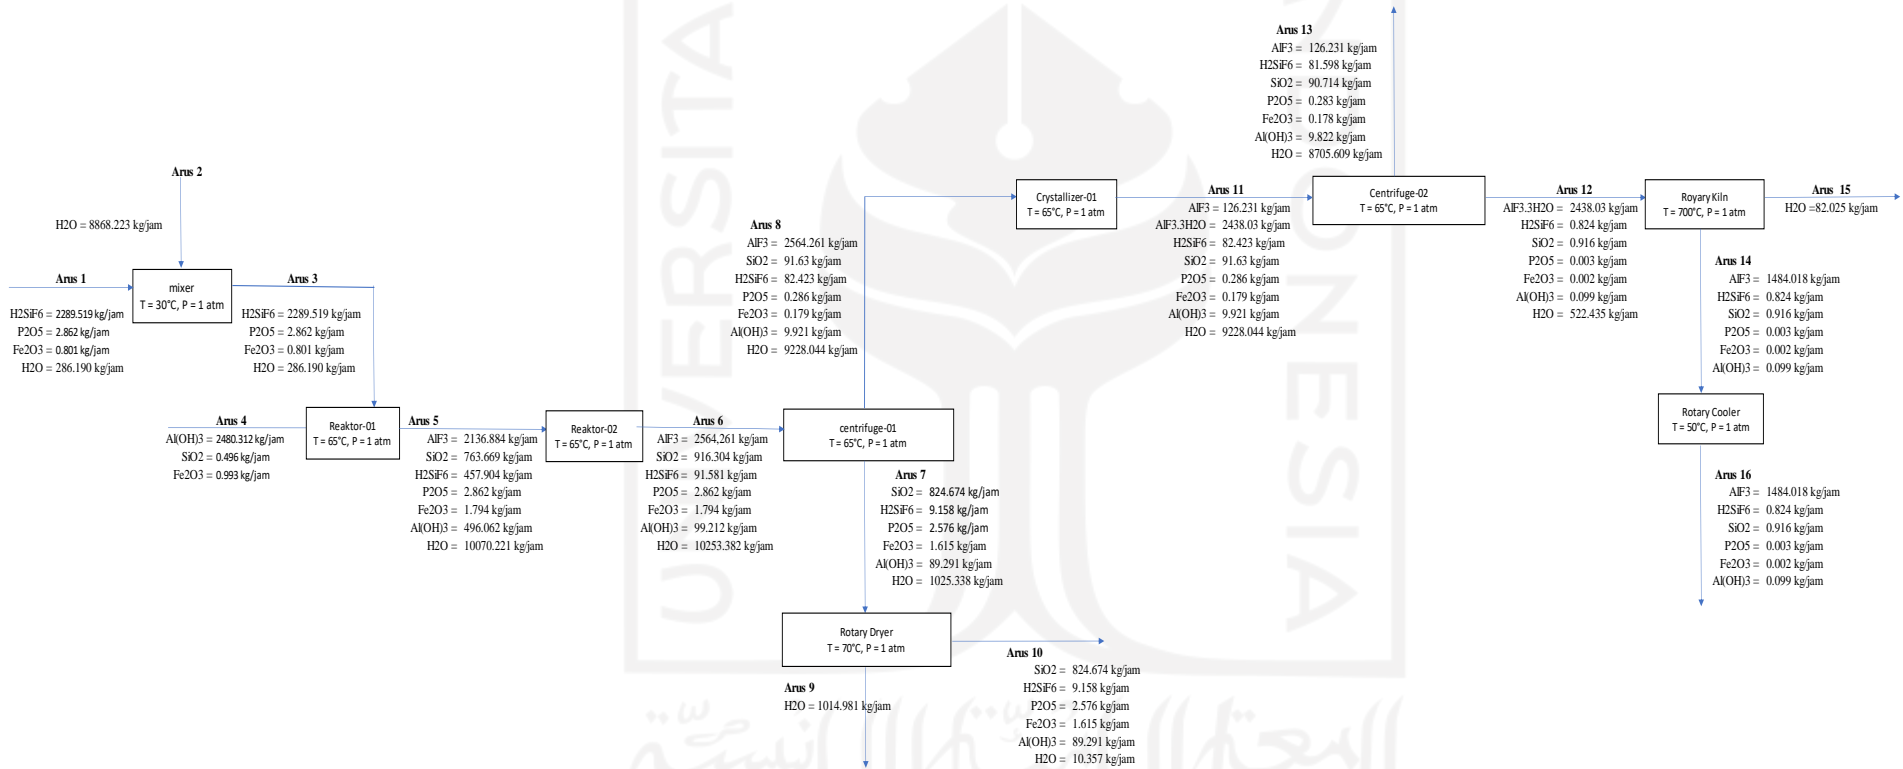 Arus 13
AlF3 = 126.231 kg/jam
H2SiF6 = 81.598 kg/jam
SiO2 = 90.714 kg/jam
P2O5 = 0.283 kg/jam
Fe2O3 = 0.178 kg/jam
Al(OH)3 = 9.822 kg/jam
H2O = 8705.609 kg/jam
Arus 2
H2O = 8868.223 kg/jam
Arus 1
H2SiF6 = 2289.519 kg/jam
P2O5 = 2.862 kg/jam
Fe2O3 = 0.801 kg/jam
H2O = 286.190 kg/jam
mixer
T = 30°C, P = 1 atm
Arus 3
H2SiF6 = 2289.519 kg/jam
P2O5 = 2.862 kg/jam
Fe2O3 = 0.801 kg/jam
H2O = 286.190 kg/jam
Arus 4
Al(OH)3 = 2480.312 kg/jam
SiO2 = 0.496 kg/jam
Fe2O3 = 0.993 kg/jam
Reaktor-01
T = 65°C, P = 1 atm
Arus 5
AlF3 = 2136.884 kg/jam
SiO2 = 763.669 kg/jam
H2SiF6 = 457.904 kg/jam
P2O5 = 2.862 kg/jam
Fe2O3 = 1.794 kg/jam
Al(OH)3 = 496.062 kg/jam
H2O = 10070.221 kg/jam
Reaktor-02
T = 65°C, P = 1 atm
Arus 6
AlF3 = 2564,261 kg/jam
SiO2 = 916.304 kg/jam
H2SiF6 = 91.581 kg/jam
P2O5 = 2.862 kg/jam
Fe2O3 = 1.794 kg/jam
Al(OH)3 = 99.212 kg/jam
H2O = 10253.382 kg/jam
centrifuge-01
T = 65°C, P = 1 atm
Arus 7
SiO2 = 824.674 kg/jam
H2SiF6 = 9.158 kg/jam
P2O5 = 2.576 kg/jam
Fe2O3 = 1.615 kg/jam
Al(OH)3 = 89.291 kg/jam
H2O = 1025.338 kg/jam
Arus 8
AlF3 = 2564.261 kg/jam
SiO2 = 91.63 kg/jam
H2SiF6 = 82.423 kg/jam
P2O5 = 0.286 kg/jam
Fe2O3 = 0.179 kg/jam
Al(OH)3 = 9.921 kg/jam
H2O = 9228.044 kg/jam
Rotary Dryer
T = 70°C, P = 1 atm
Arus 9
H2O = 1014.981 kg/jam
Arus 10
SiO2 = 824.674 kg/jam
H2SiF6 = 9.158 kg/jam
P2O5 = 2.576 kg/jam
Fe2O3 = 1.615 kg/jam
Al(OH)3 = 89.291 kg/jam
H2O = 10.357 kg/jam
Crystallizer-01
T = 65°C, P = 1 atm
Arus 11
AlF3 = 126.231 kg/jam
AlF3.3H2O = 2438.03 kg/jam
H2SiF6 = 82.423 kg/jam
SiO2 = 91.63 kg/jam
P2O5 = 0.286 kg/jam
Fe2O3 = 0.179 kg/jam
Al(OH)3 = 9.921 kg/jam
H2O = 9228.044 kg/jam
Centrifuge-02
T = 65°C, P = 1 atm
Arus 12
AlF3.3H2O = 2438.03 kg/jam
H2SiF6 = 0.824 kg/jam
SiO2 = 0.916 kg/jam
P2O5 = 0.003 kg/jam
Fe2O3 = 0.002 kg/jam
Al(OH)3 = 0.099 kg/jam
H2O = 522.435 kg/jam
Royary Kiln
T = 700°C, P = 1 atm
Arus 15
H2O =82.025 kg/jam
Arus 14
AlF3 = 1484.018 kg/jam
H2SiF6 = 0.824 kg/jam
SiO2 = 0.916 kg/jam
P2O5 = 0.003 kg/jam
Fe2O3 = 0.002 kg/jam
Al(OH)3 = 0.099 kg/jam
Rotary Cooler
T = 50°C, P = 1 atm
Arus 16
AlF3 = 1484.018 kg/jam
H2SiF6 = 0.824 kg/jam
SiO2 = 0.916 kg/jam
P2O5 = 0.003 kg/jam
Fe2O3 = 0.002 kg/jam
Al(OH)3 = 0.099 kg/jam
UNIVERSITA
ONESIA